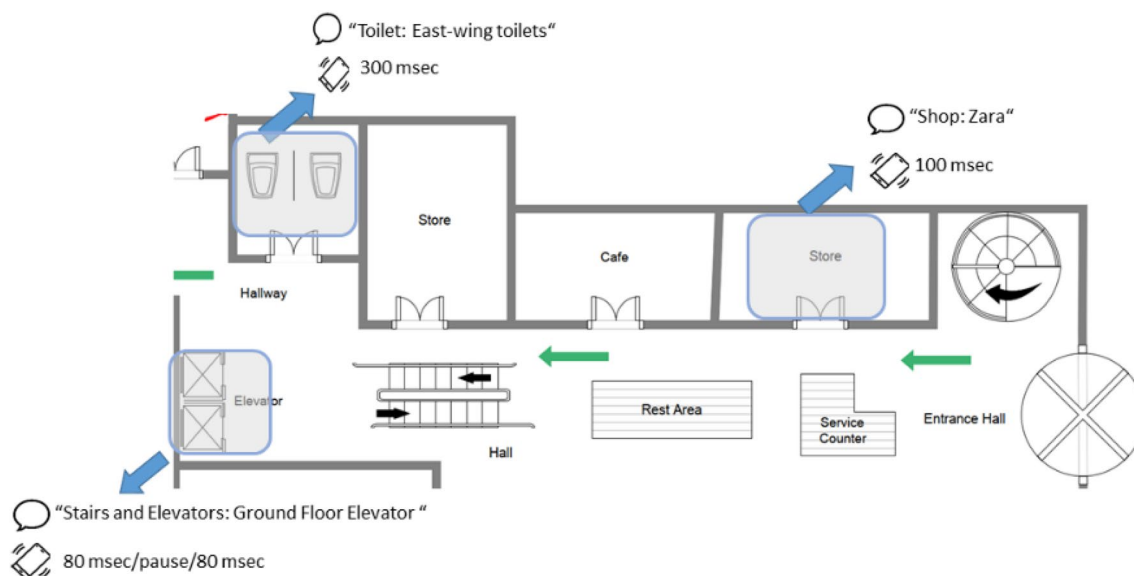 “Toilet: East-wing toilets“
300 msec
“Shop: Zara“
100 msec
Store
Cafe
Store
Hallway
Elevator
Rest Area
Service
Counter
Entrance Hall
Hall
“Stairs and Elevators: Ground Floor Elevator “
80 msec/pause/80 msec